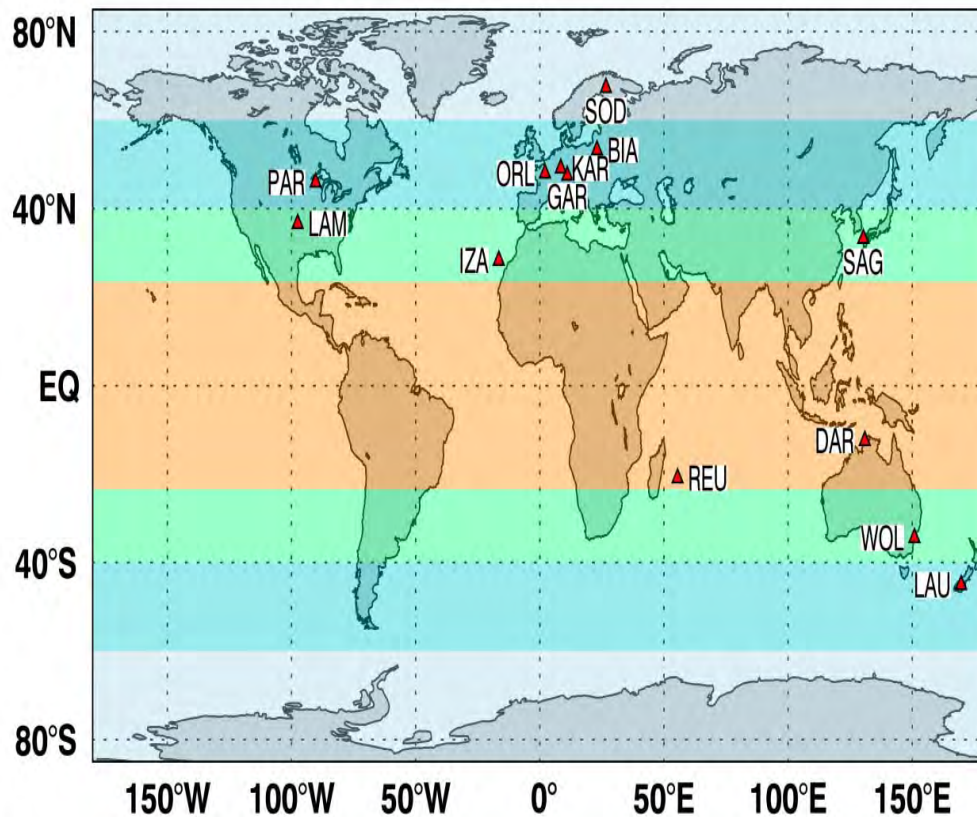 80°N
SOD
BIA
ORL
KAR
PAR
GAR
40°N
LAM
IZA
SAG
EQ
DAR
REU
WOL
40°S
LAU
80°S
150°W 100°W 50°W 0° 50°E 100°E 150°E